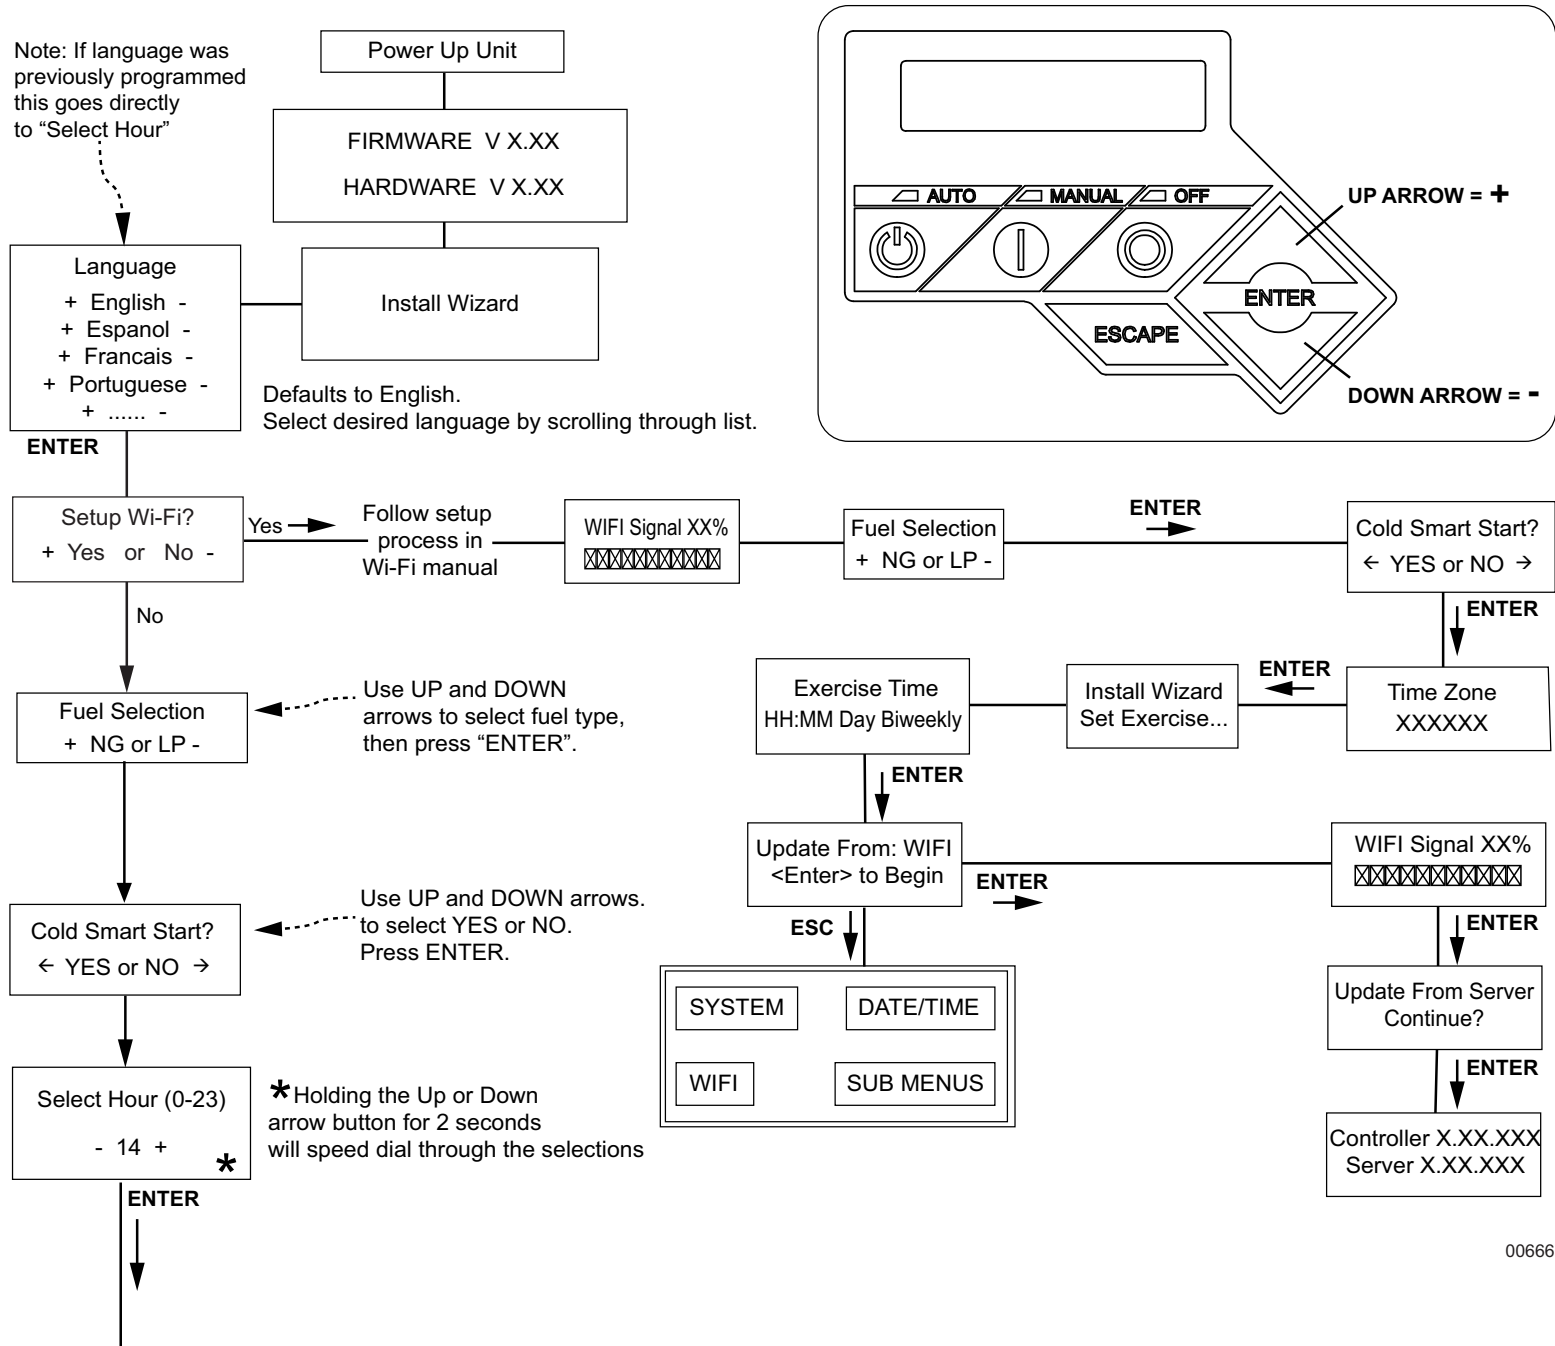 Note: If language was
previously programmed
this goes directly
to “Select Hour”
Power Up Unit
FIRMWARE V X.XX
HARDWARE V X.XX
Install Wizard
Language
+ English -
+ Espanol -
+ Francais -
+ Portuguese -
+ ...... -
Defaults to English.
Select desired language by scrolling through list.
ENTER
AUTO
MANUAL
OFF
ENTER
ESCAPE
UP ARROW = +
DOWN ARROW = -
Setup Wi-Fi?
+ Yes or No -
Yes
Follow setup
process in
Wi-Fi manual
WIFI Signal XX%
Fuel Selection
+ NG or LP -
ENTER
Cold Smart Start?
← YES or NO →
ENTER
Time Zone
XXXXXX
ENTER
Install Wizard
Set Exercise...
Exercise Time
HH:MM Day Biweekly
ENTER
Update From: WIFI
<Enter> to Begin
ENTER
WIFI Signal XX%
ENTER
Update From Server
Continue?
ENTER
Controller X.XX.XXX
Server X.XX.XXX
ESC
SYSTEM
DATE/TIME
WIFI
SUB MENUS
No
Fuel Selection
+ NG or LP -
Use UP and DOWN
arrows to select fuel type,
then press “ENTER”.
Cold Smart Start?
← YES or NO →
Use UP and DOWN arrows.
to select YES or NO.
Press ENTER.
Select Hour (0-23)
- 14 +
*
*Holding the Up or Down
arrow button for 2 seconds
will speed dial through the selections
ENTER
00666